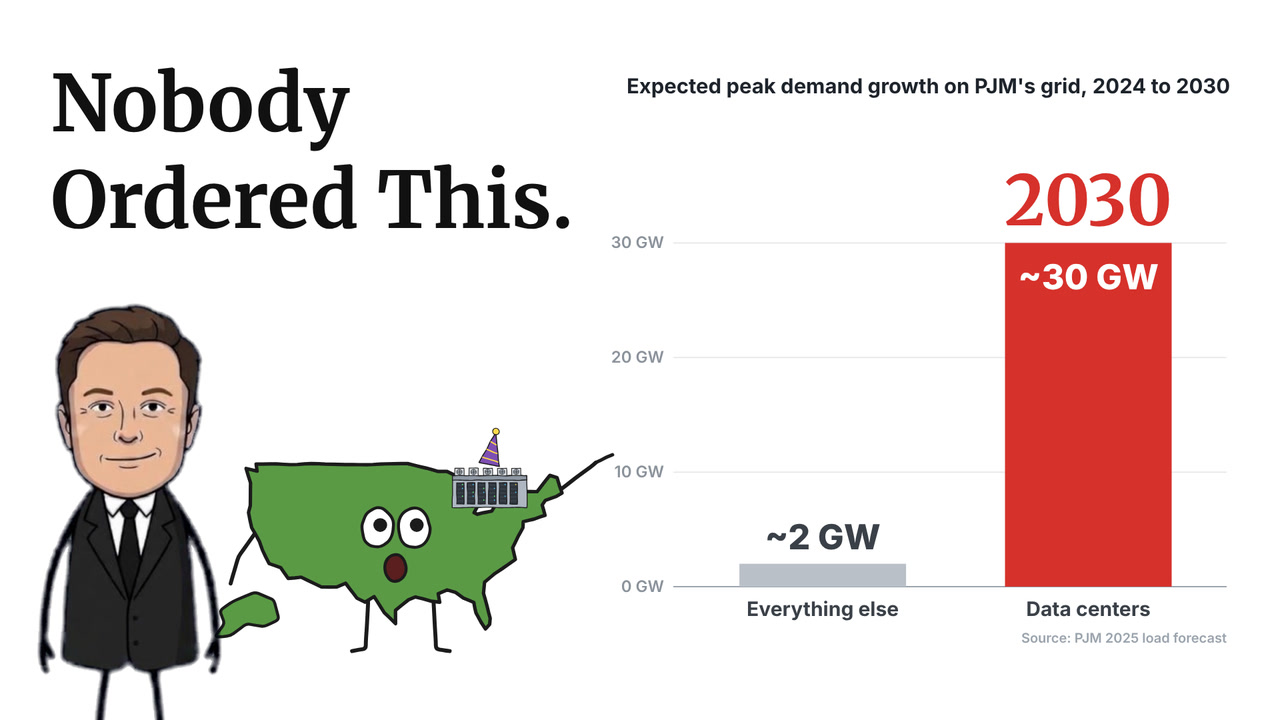 Nobody
Ordered This.
Expected peak demand growth on PJM's grid, 2024 to 2030
2030
30 GW
~30 GW
20 GW
10 GW
~2 GW
0 GW
Everything else
Data centers
Source: PJM 2025 load forecast